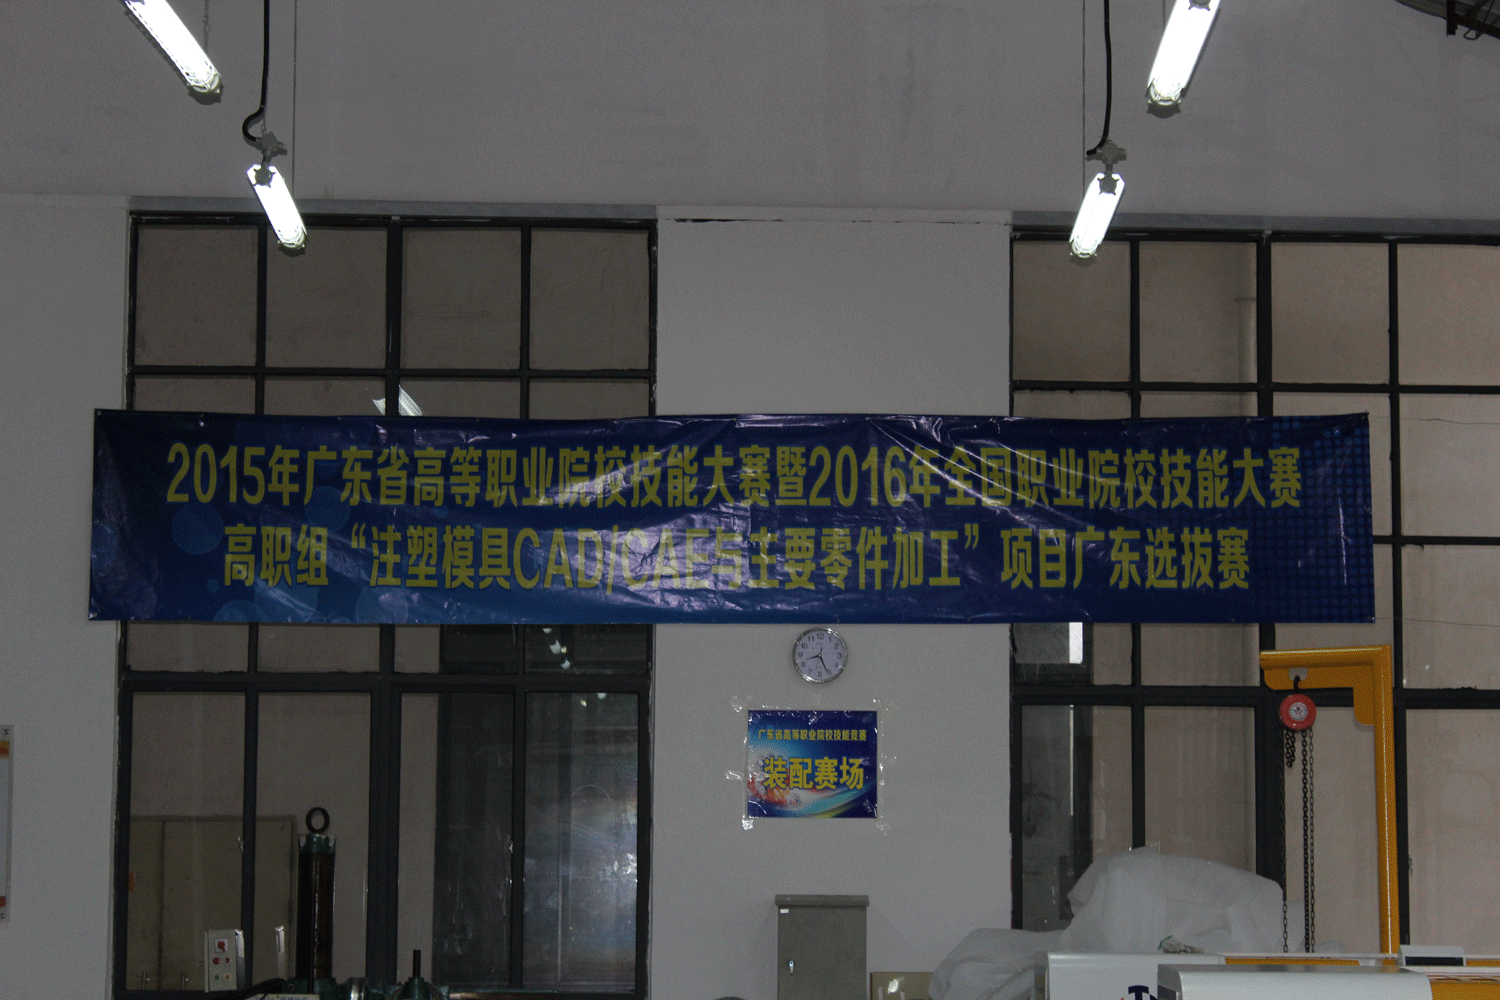 2015年广东省高等职业院校技能大赛暨2016年全国职业院校技能大赛
高职组“注塑模具CAD/CAE与主要零件加工”项目广东选拔赛
广东省高等职业院校技能竞赛
装配赛场